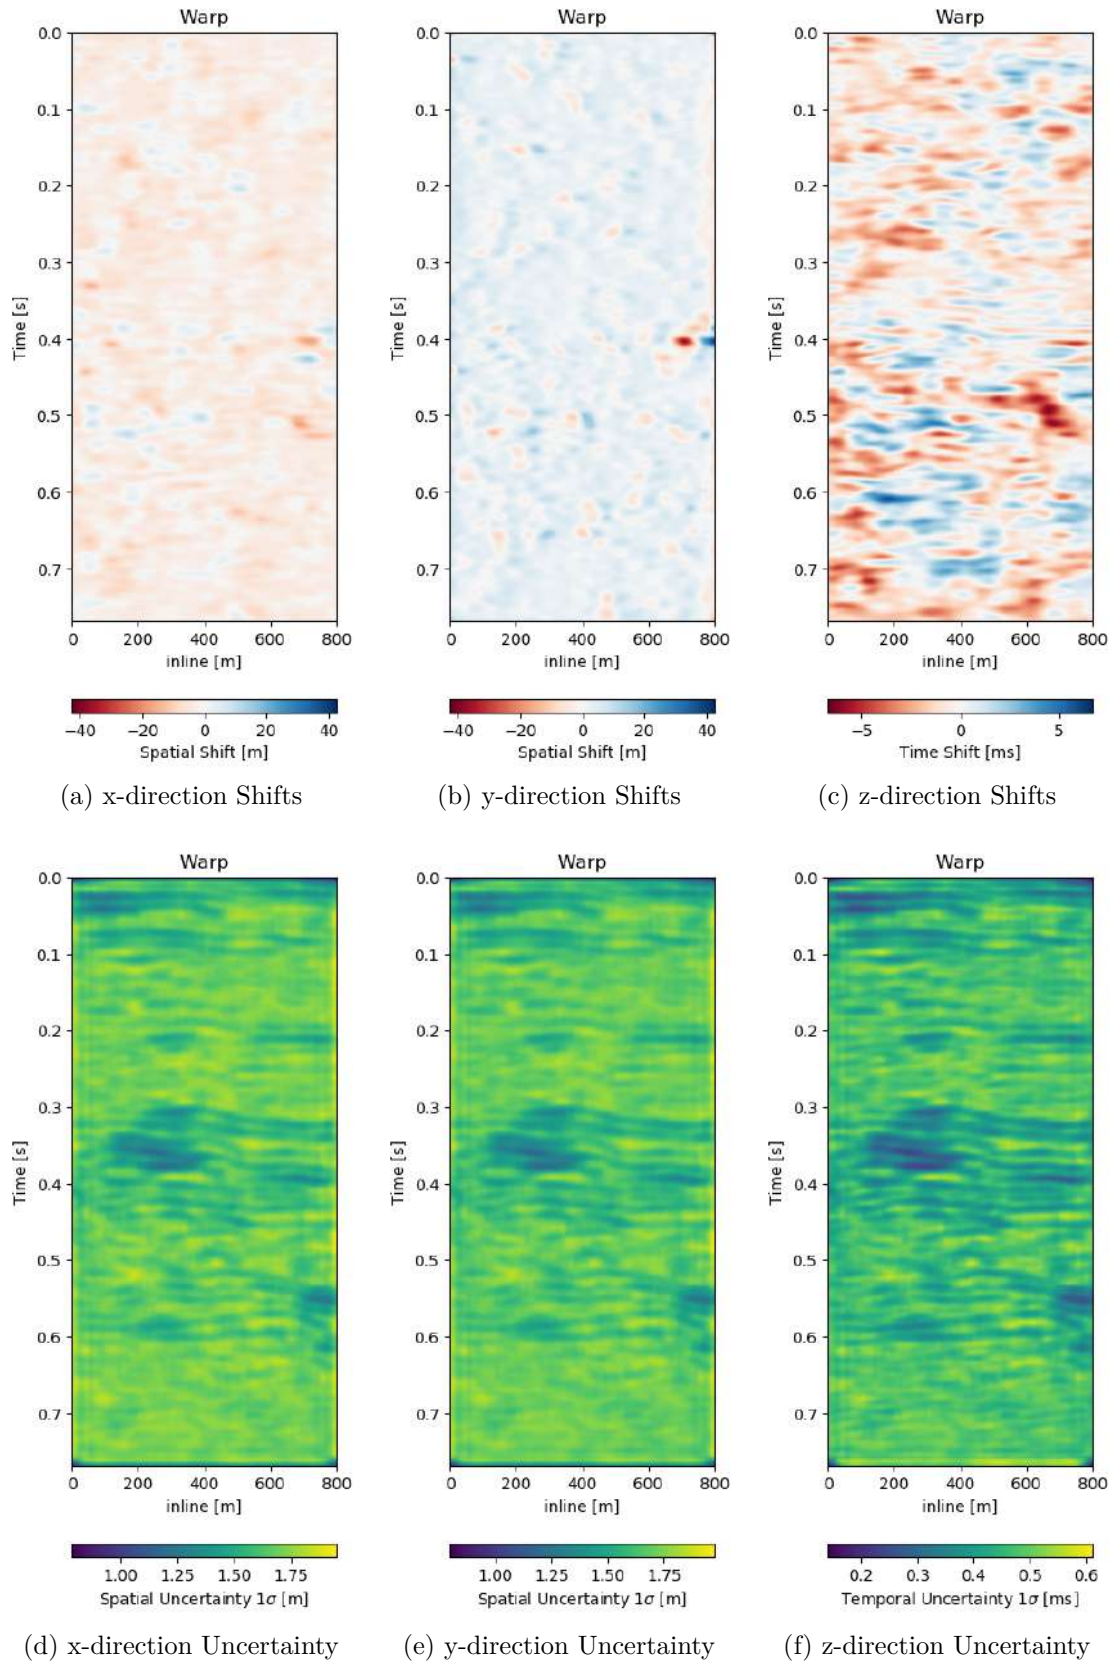 Warp Warp Warp
0.0 0.0 0.0
0.1 0.1 0.1
0.2 0.2 0.2
0.3 0.3 0.3
Time [s] Time [s] Time [s]
0.4 0.4 0.4
0.5 0.5 0.5
0.6 0.6 0.6
0.7 0.7 0.7
0 200 400 600 800 0 200 400 600 800 0 200 400 600 800
inline [m] inline [m] inline [m]
−40 −20 0 20 40 −40 −20 0 20 40 −5 0 5
Spatial Shift [m] Spatial Shift [m] Time Shift [ms]
(a) x-direction Shifts (b) y-direction Shifts (c) z-direction Shifts
Warp Warp Warp
0.0 0.0 0.0
0.1 0.1 0.1
0.2 0.2 0.2
0.3 0.3 0.3
Time [s] Time [s] Time [s]
0.4 0.4 0.4
0.5 0.5 0.5
0.6 0.6 0.6
0.7 0.7 0.7
0 200 400 600 800 0 200 400 600 800 0 200 400 600 800
inline [m] inline [m] inline [m]
1.00 1.25 1.50 1.75 1.00 1.25 1.50 1.75 0.2 0.3 0.4 0.5 0.6
Spatial Uncertainty 1σ [m] Spatial Uncertainty 1σ [m] Temporal Uncertainty 1σ [ms]
(d) x-direction Uncertainty (e) y-direction Uncertainty (f) z-direction Uncertainty